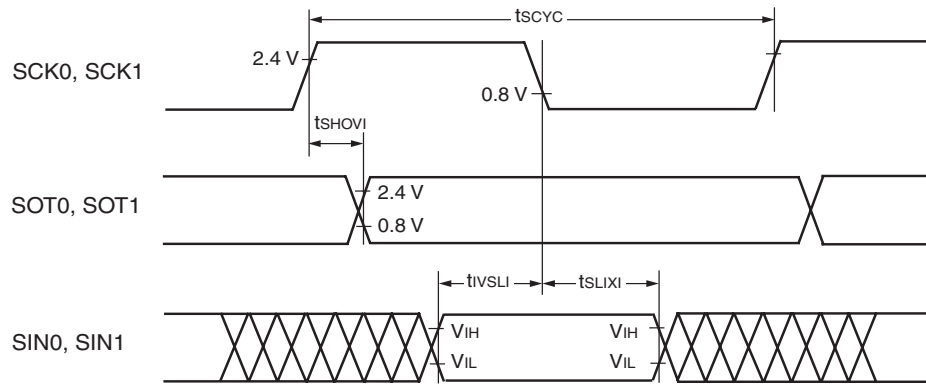 tSCYC
SCK0, SCK1
2.4 V
0.8 V
tSHOVI
SOT0, SOT1
2.4 V
0.8 V
tIVSLI
tSLIXI
SIN0, SIN1
VIH
VIH
VIL
VIL